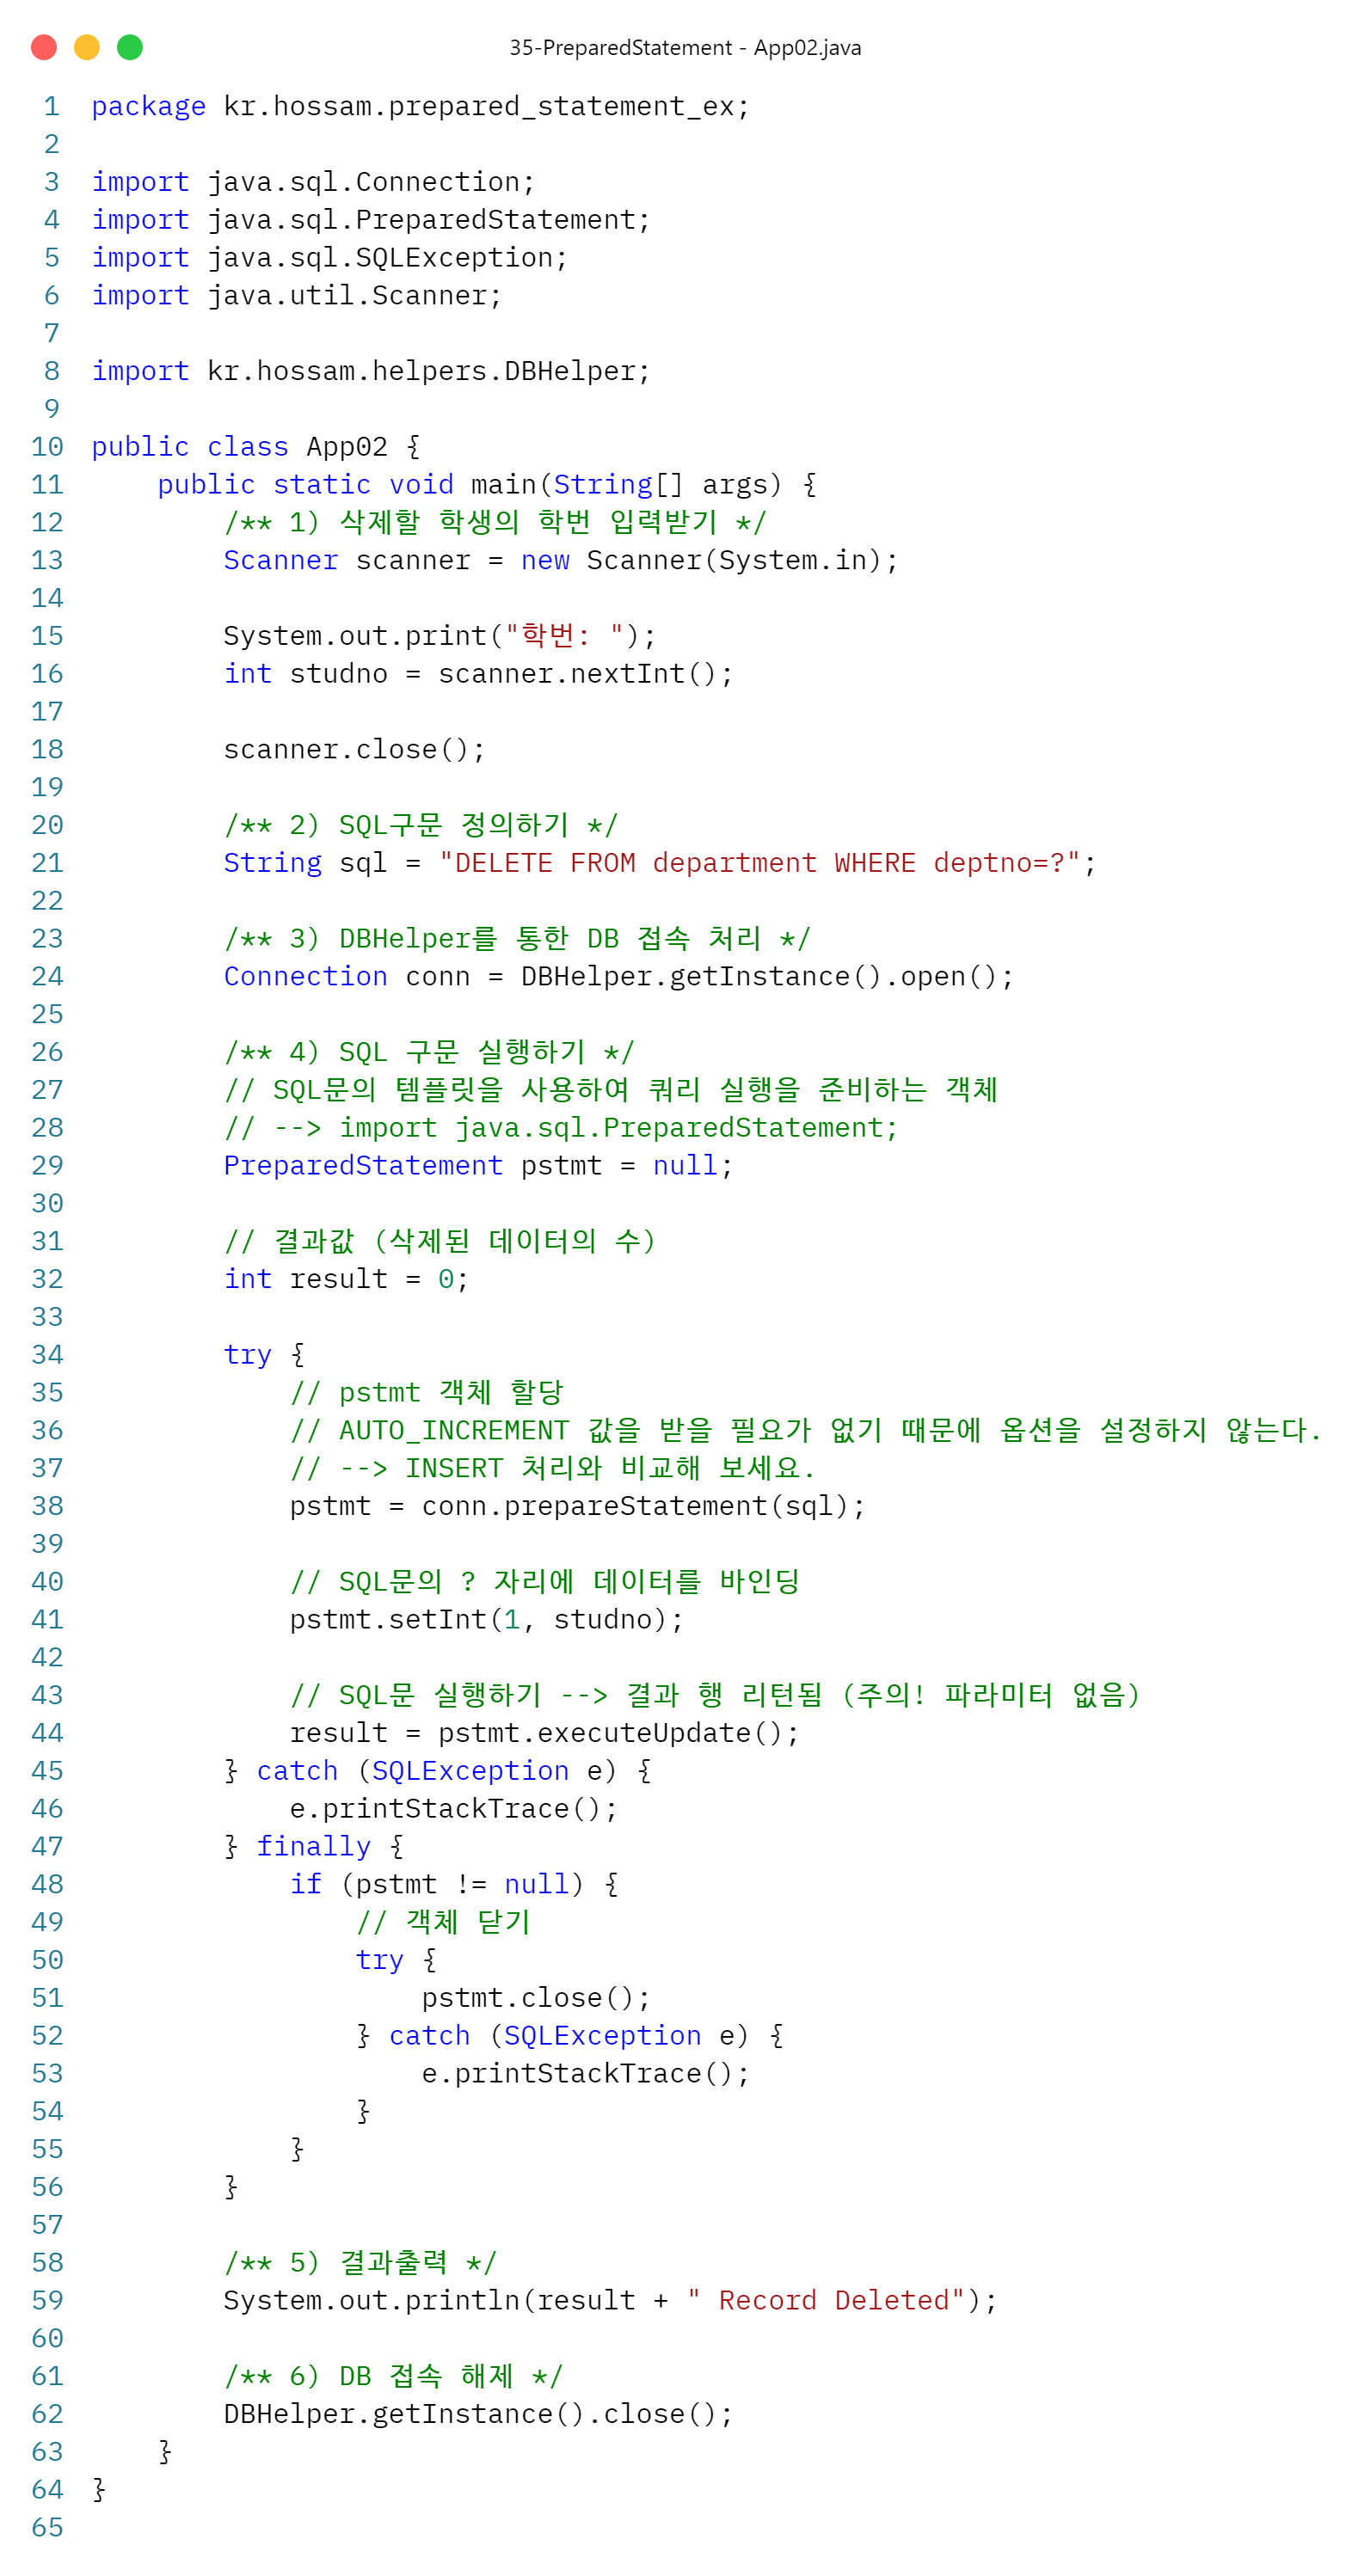 35-PreparedStatement - App02.java
1 package kr.hossam.prepared_statement_ex;
2
3 import java.sql.Connection;
4 import java.sql.PreparedStatement;
5 import java.sql.SQLException;
6 import java.util.Scanner;
7
8 import kr.hossam.helpers.DBHelper;
9
10 public class App02 {
11     public static void main(String[] args) {
12         /** 1) 삭제할 학생의 학번 입력받기 */
13         Scanner scanner = new Scanner(System.in);
14
15         System.out.print("학번: ");
16         int studno = scanner.nextInt();
17
18         scanner.close();
19
20         /** 2) SQL구문 정의하기 */
21         String sql = "DELETE FROM department WHERE deptno=?";
22
23         /** 3) DBHelper를 통한 DB 접속 처리 */
24         Connection conn = DBHelper.getInstance().open();
25
26         /** 4) SQL 구문 실행하기 */
27         // SQL문의 템플릿을 사용하여 쿼리 실행을 준비하는 객체
28         // --> import java.sql.PreparedStatement;
29         PreparedStatement pstmt = null;
30
31         // 결과값 (삭제된 데이터의 수)
32         int result = 0;
33
34         try {
35             // pstmt 객체 할당
36             // AUTO_INCREMENT 값을 받을 필요가 없기 때문에 옵션을 설정하지 않는다.
37             // --> INSERT 처리와 비교해 보세요.
38             pstmt = conn.prepareStatement(sql);
39
40             // SQL문의 ? 자리에 데이터를 바인딩
41             pstmt.setInt(1, studno);
42
43             // SQL문 실행하기 --> 결과 행 리턴됨 (주의! 파라미터 없음)
44             result = pstmt.executeUpdate();
45         } catch (SQLException e) {
46             e.printStackTrace();
47         } finally {
48             if (pstmt != null) {
49                 // 객체 닫기
50                 try {
51                     pstmt.close();
52                 } catch (SQLException e) {
53                     e.printStackTrace();
54                 }
55             }
56         }
57
58         /** 5) 결과출력 */
59         System.out.println(result + " Record Deleted");
60
61         /** 6) DB 접속 해제 */
62         DBHelper.getInstance().close();
63     }
64 }
65